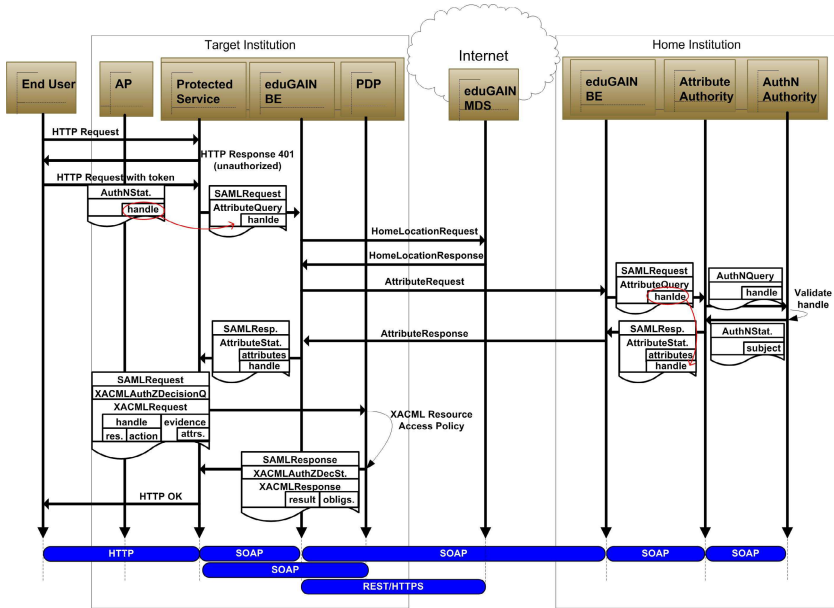 Target Institution
Internet
Home Institution
End User
AP
Protected
Service
eduGAIN
BE
PDP
eduGAIN
MDS
eduGAIN
BE
Attribute
Authority
AuthN
Authority
HTTP Request
HTTP Response 401
(unauthorized)
HTTP Request with token
AuthNStat.
handle
SAMLRequest
AttributeQuery
hanlde
HomeLocationRequest
HomeLocationResponse
AttributeRequest
SAMLRequest
AttributeQuery
hanlde
AuthNQuery
handle
Validate
handle
AttributeResponse
SAMLResp.
AttributeStat.
attributes
handle
SAMLResp.
AttributeStat.
attributes
handle
AuthNStat.
subject
SAMLRequest
XACMLAuthZDecisionQ
XACMLRequest
handle
evidence
res.
action
attrs.
XACML Resource
Access Policy
SAMLResponse
XACMLAuthZDecSt.
XACMLResponse
result
obligs.
HTTP OK
HTTP
SOAP
SOAP
SOAP
SOAP
SOAP
REST/HTTPS